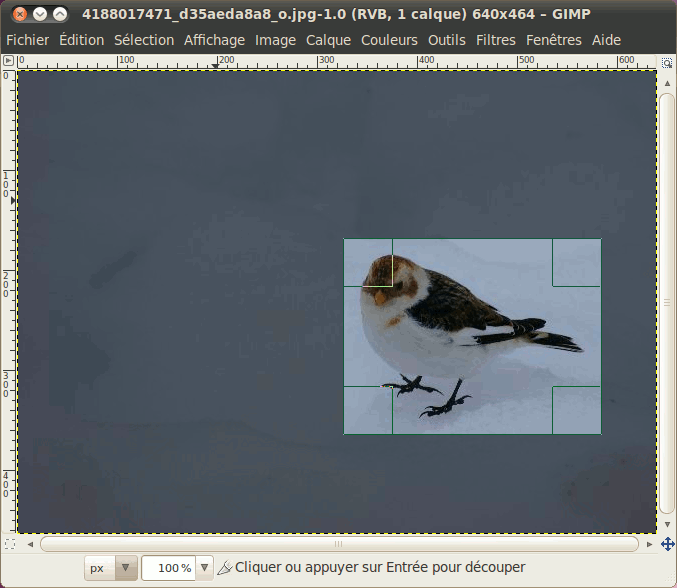 4188017471_d35aeda8a8_o.jpg-1.0 (RVB, 1 calque) 640x464 – GIMP
Fichier Édition Sélection Affichage Image Calque Couleurs Outils Filtres Fenêtres Aide
0 100 200 300 400 500 600
0
100
200
300
400
px 100 % Cliquer ou appuyer sur Entrée pour découper